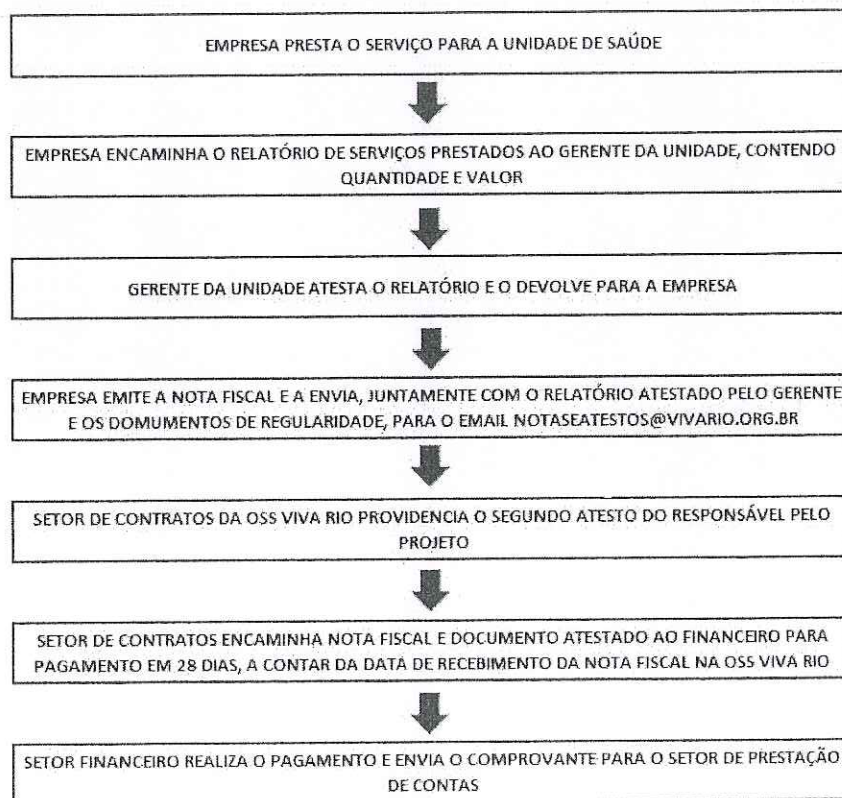 EMPRESA PRESTA O SERVIÇO PARA A UNIDADE DE SAÚDE
EMPRESA ENCAMINHA O RELATÓRIO DE SERVIÇOS PRESTADOS AO GERENTE DA UNIDADE, CONTENDO
QUANTIDADE E VALOR
GERENTE DA UNIDADE ATESTA O RELATÓRIO E O DEVOLVE PARA A EMPRESA
EMPRESA EMITE A NOTA FISCAL E A ENVIA, JUNTAMENTE COM O RELATÓRIO ATESTADO PELO GERENTE
E OS DOMUMENTOS DE REGULARIDADE, PARA O EMAIL NOTASEATESTOS@VIVARIO.ORG.BR
SETOR DE CONTRATOS DA OSS VIVA RIO PROVIDENCIA O SEGUNDO ATESTO DO RESPONSÁVEL PELO
PROJETO
SETOR DE CONTRATOS ENCAMINHA NOTA FISCAL E DOCUMENTO ATESTADO AO FINANCEIRO PARA
PAGAMENTO EM 28 DIAS, A CONTAR DA DATA DE RECEBIMENTO DA NOTA FISCAL NA OSS VIVA RIO
SETOR FINANCEIRO REALIZA O PAGAMENTO E ENVIA O COMPROVANTE PARA O SETOR DE PRESTAÇÃO
DE CONTAS